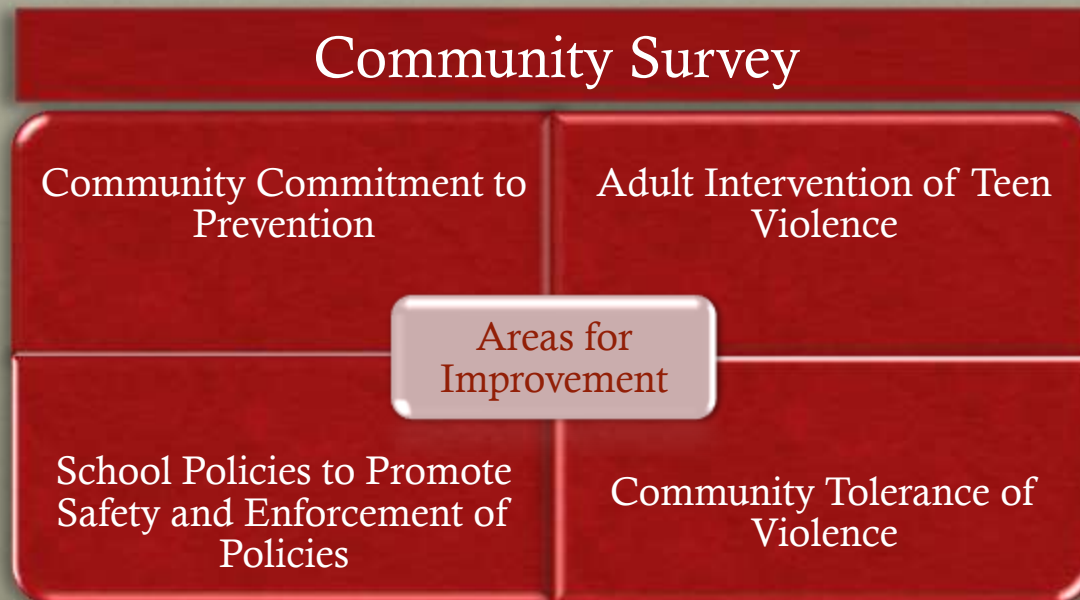 Community Survey
Community Commitment to
Prevention
Adult Intervention of Teen
Violence
Areas for
Improvement
School Policies to Promote
Safety and Enforcement of
Policies
Community Tolerance of
Violence